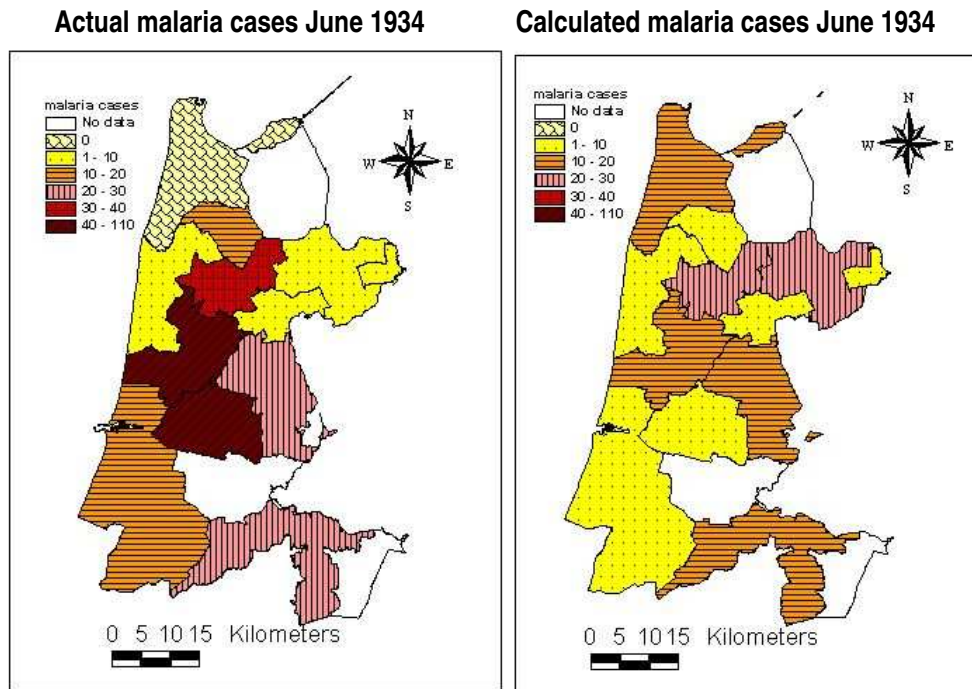 Actual malaria cases June 1934
malaria cases
No data
0
1 - 10
10 - 20
20 - 30
30 - 40
40 - 110
N
W E
S
0 5 10 15 Kilometers
Calculated malaria cases June 1934
malaria cases
No data
0
1 - 10
10 - 20
20 - 30
30 - 40
40 - 110
N
W E
S
0 5 10 15 Kilometers